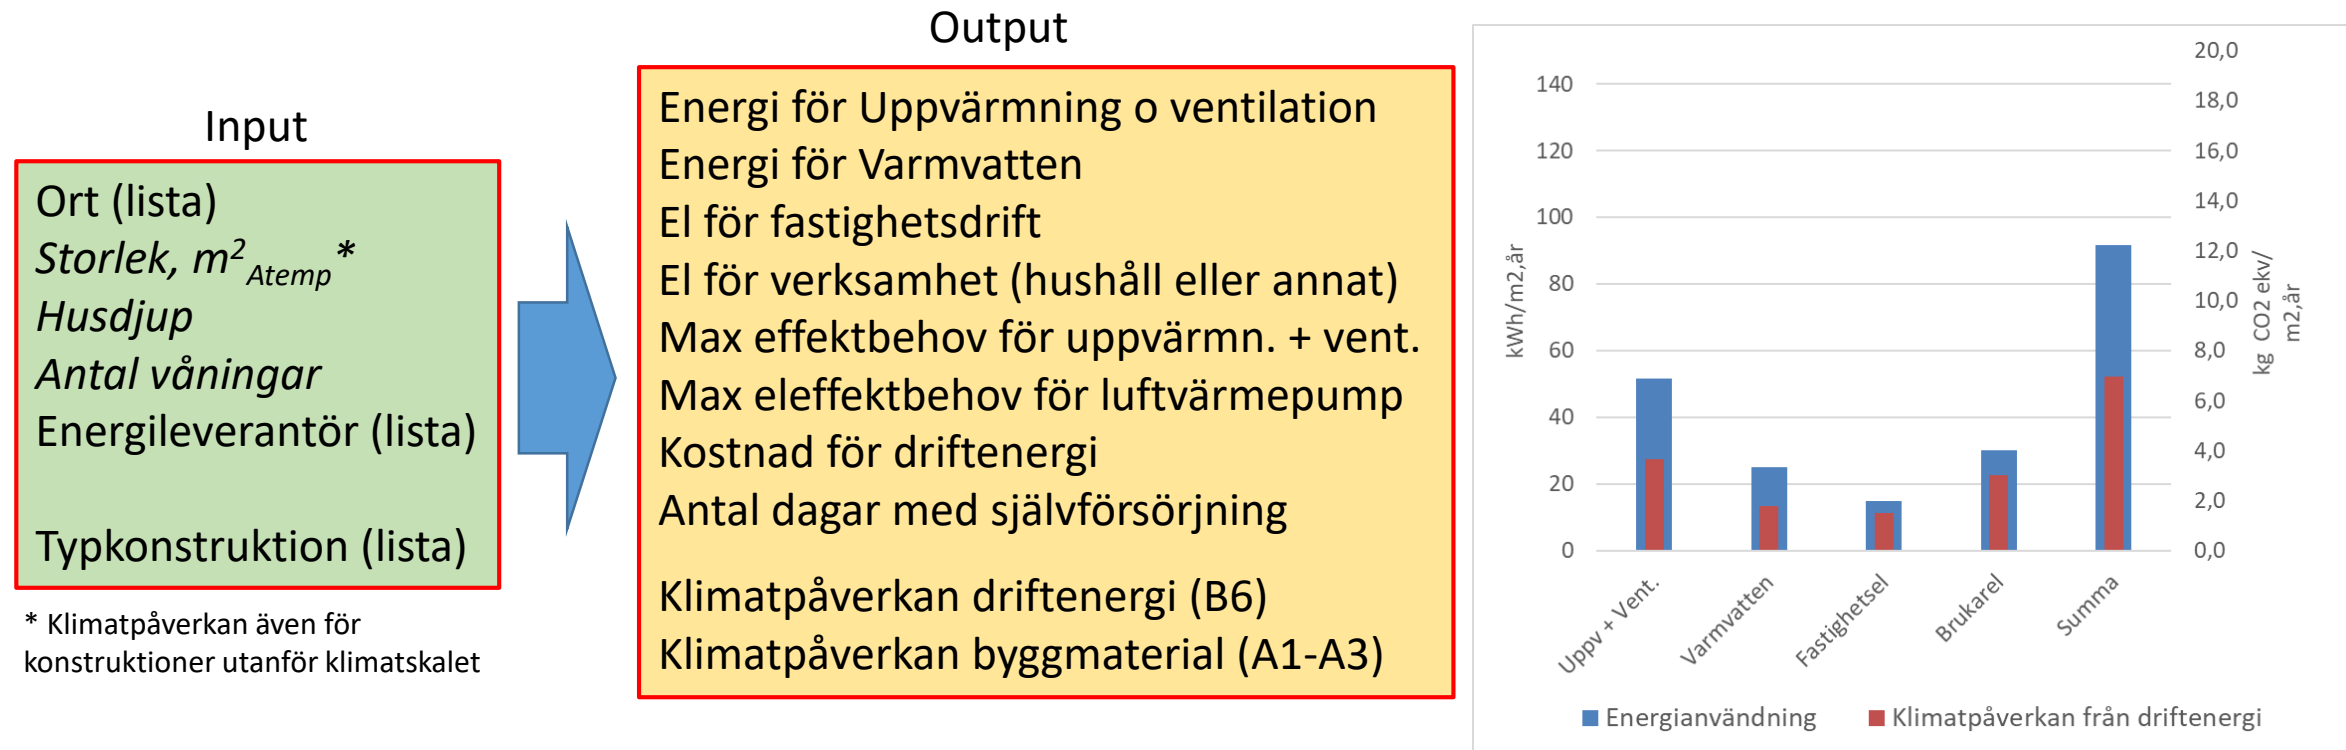 Input
Ort (lista)
Storlek, m²Atemp*
Husdjup
Antal våningar
Energileverantör (lista)
Typkonstruktion (lista)
* Klimatpåverkan även för
konstruktioner utanför klimatskalet
Output
Energi för Uppvärmning o ventilation
Energi för Varmvatten
El för fastighetsdrift
El för verksamhet (hushåll eller annat)
Max effektbehov för uppvärmn. + vent.
Max eleffektbehov för luftvärmepump
Kostnad för driftenergi
Antal dagar med självförsörjning
Klimatpåverkan driftenergi (B6)
Klimatpåverkan byggmaterial (A1-A3)
kWh/m2,år
140
120
100
80
60
40
20
0
20,0
18,0
16,0
14,0
12,0
10,0
8,0
6,0
4,0
2,0
0,0
kg CO2 ekv/
m2,år
Uppv + Vent.
Varmvatten
Fastighetsel
Brukarel
Summa
Energianvändning
Klimatpåverkan från driftenergi